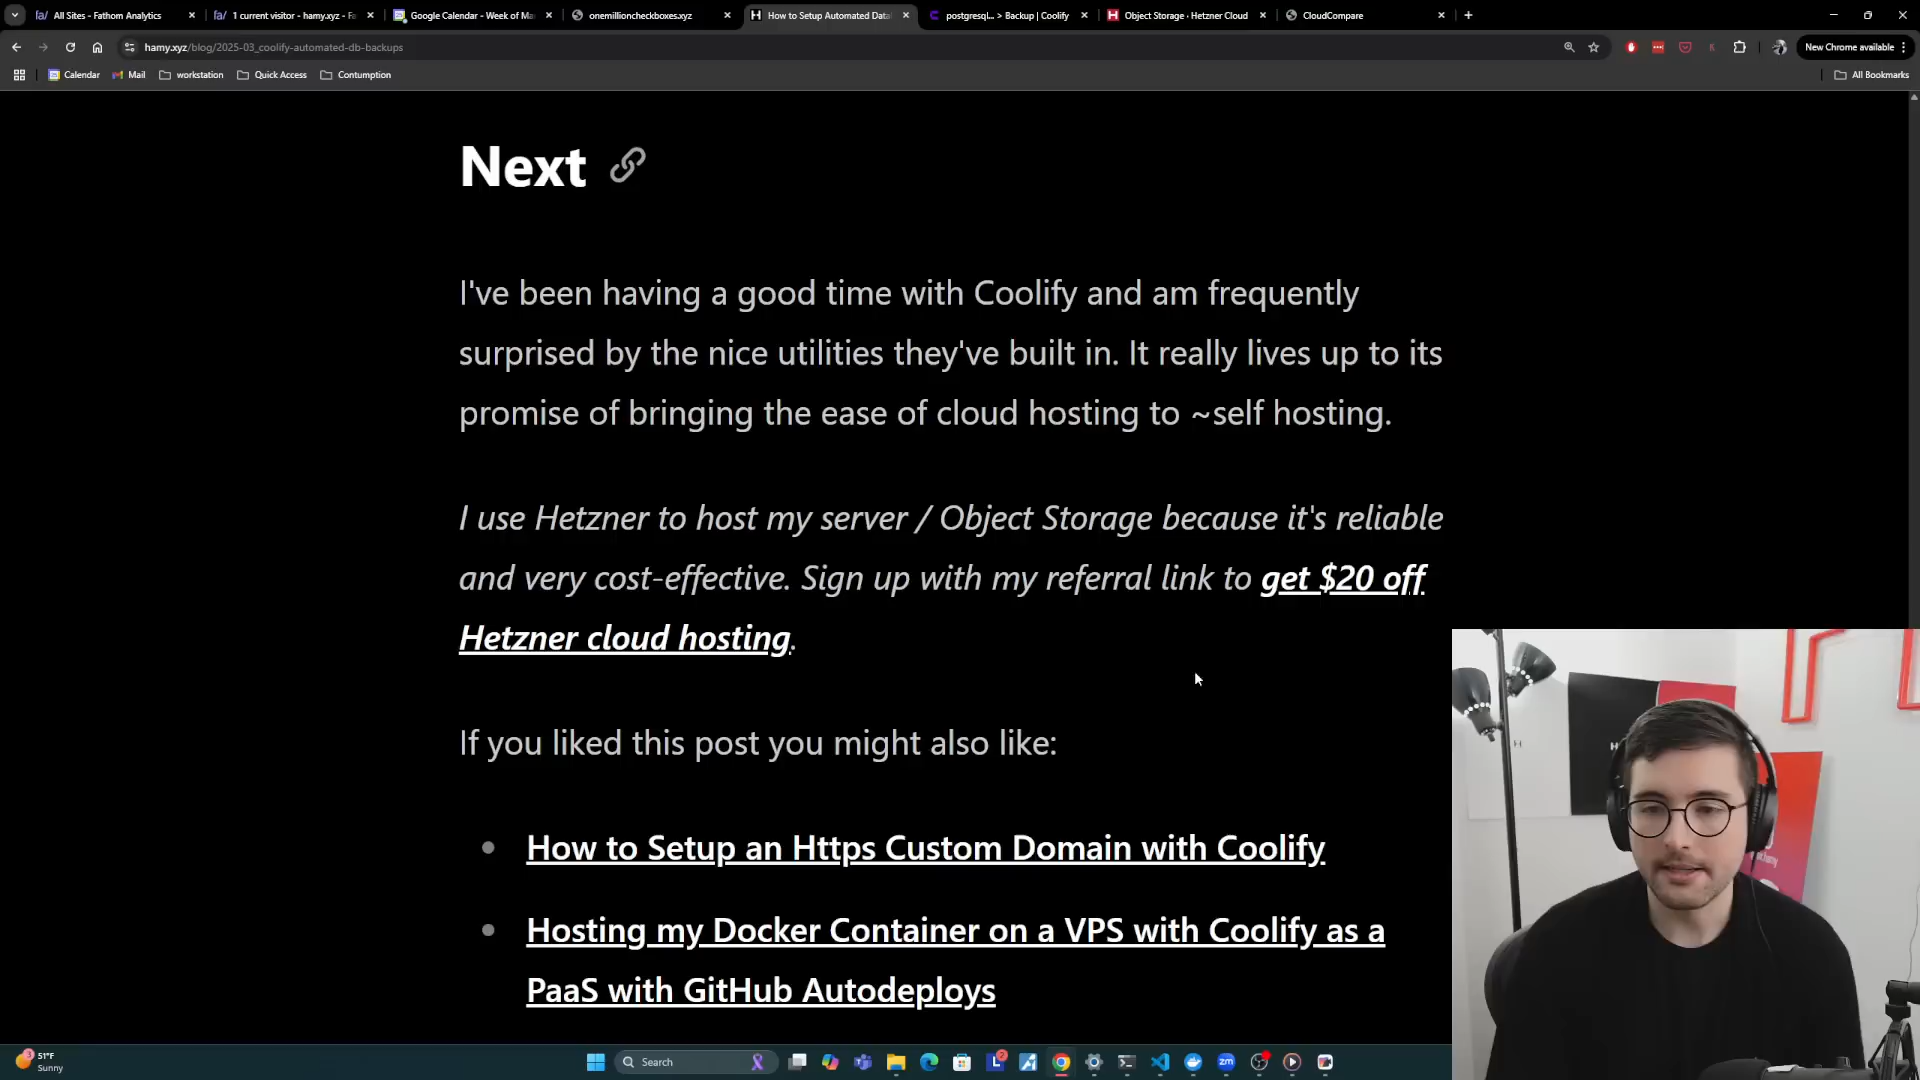 All Sites - Fathom Analytics
1 current visitor - hamy.xyz - Fa
Google Calendar - Week of Ma
onemillioncheckboxes.xyz
How to Setup Automated Data
postgresql... > Backup | Coolify
Object Storage · Hetzner Cloud
CloudCompare
hamy.xyz/blog/2025-03_coolify-automated-db-backups
New Chrome available
Calendar
Mail
workstation
Quick Access
Contumption
All Bookmarks
Next
I've been having a good time with Coolify and am frequently
surprised by the nice utilities they've built in. It really lives up to its
promise of bringing the ease of cloud hosting to ~self hosting.
I use Hetzner to host my server / Object Storage because it's reliable
and very cost-effective. Sign up with my referral link to get $20 off
Hetzner cloud hosting.
If you liked this post you might also like:
How to Setup an Https Custom Domain with Coolify
Hosting my Docker Container on a VPS with Coolify as a
PaaS with GitHub Autodeploys
51°F
Sunny
Search